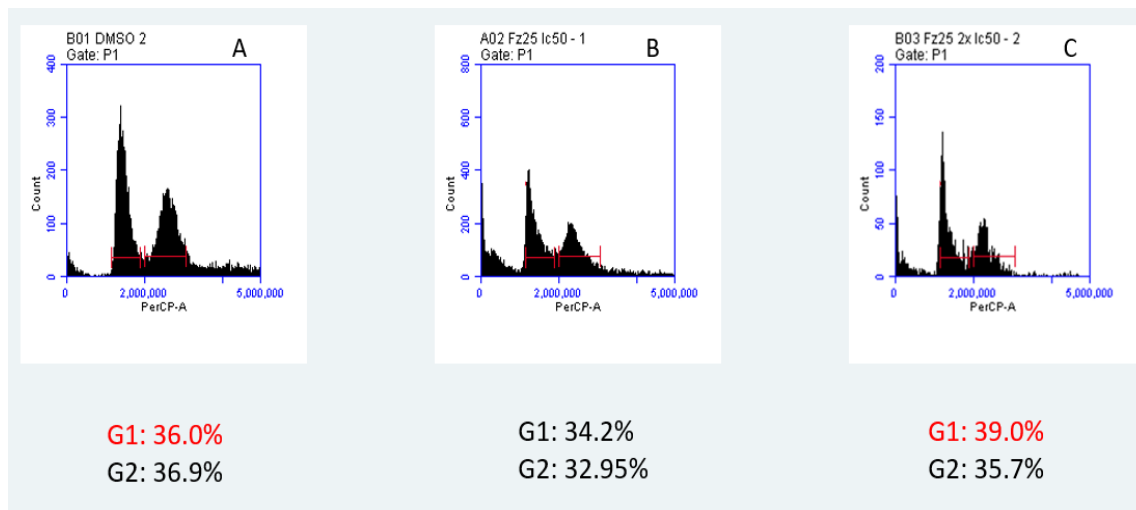 B01 DMSO 2
Gate: P1
A
400
300
200
100
0
Count
0
2,000,000
5,000,000
PerCP-A
A02 Fz25 Ic50 - 1
Gate: P1
B
800
600
400
200
0
Count
0
2,000,000
5,000,000
PerCP-A
B03 Fz25 2x Ic50 - 2
Gate: P1
C
200
150
100
50
0
Count
0
2,000,000
5,000,000
PerCP-A
G1: 36.0%
G2: 36.9%
G1: 34.2%
G2: 32.95%
G1: 39.0%
G2: 35.7%